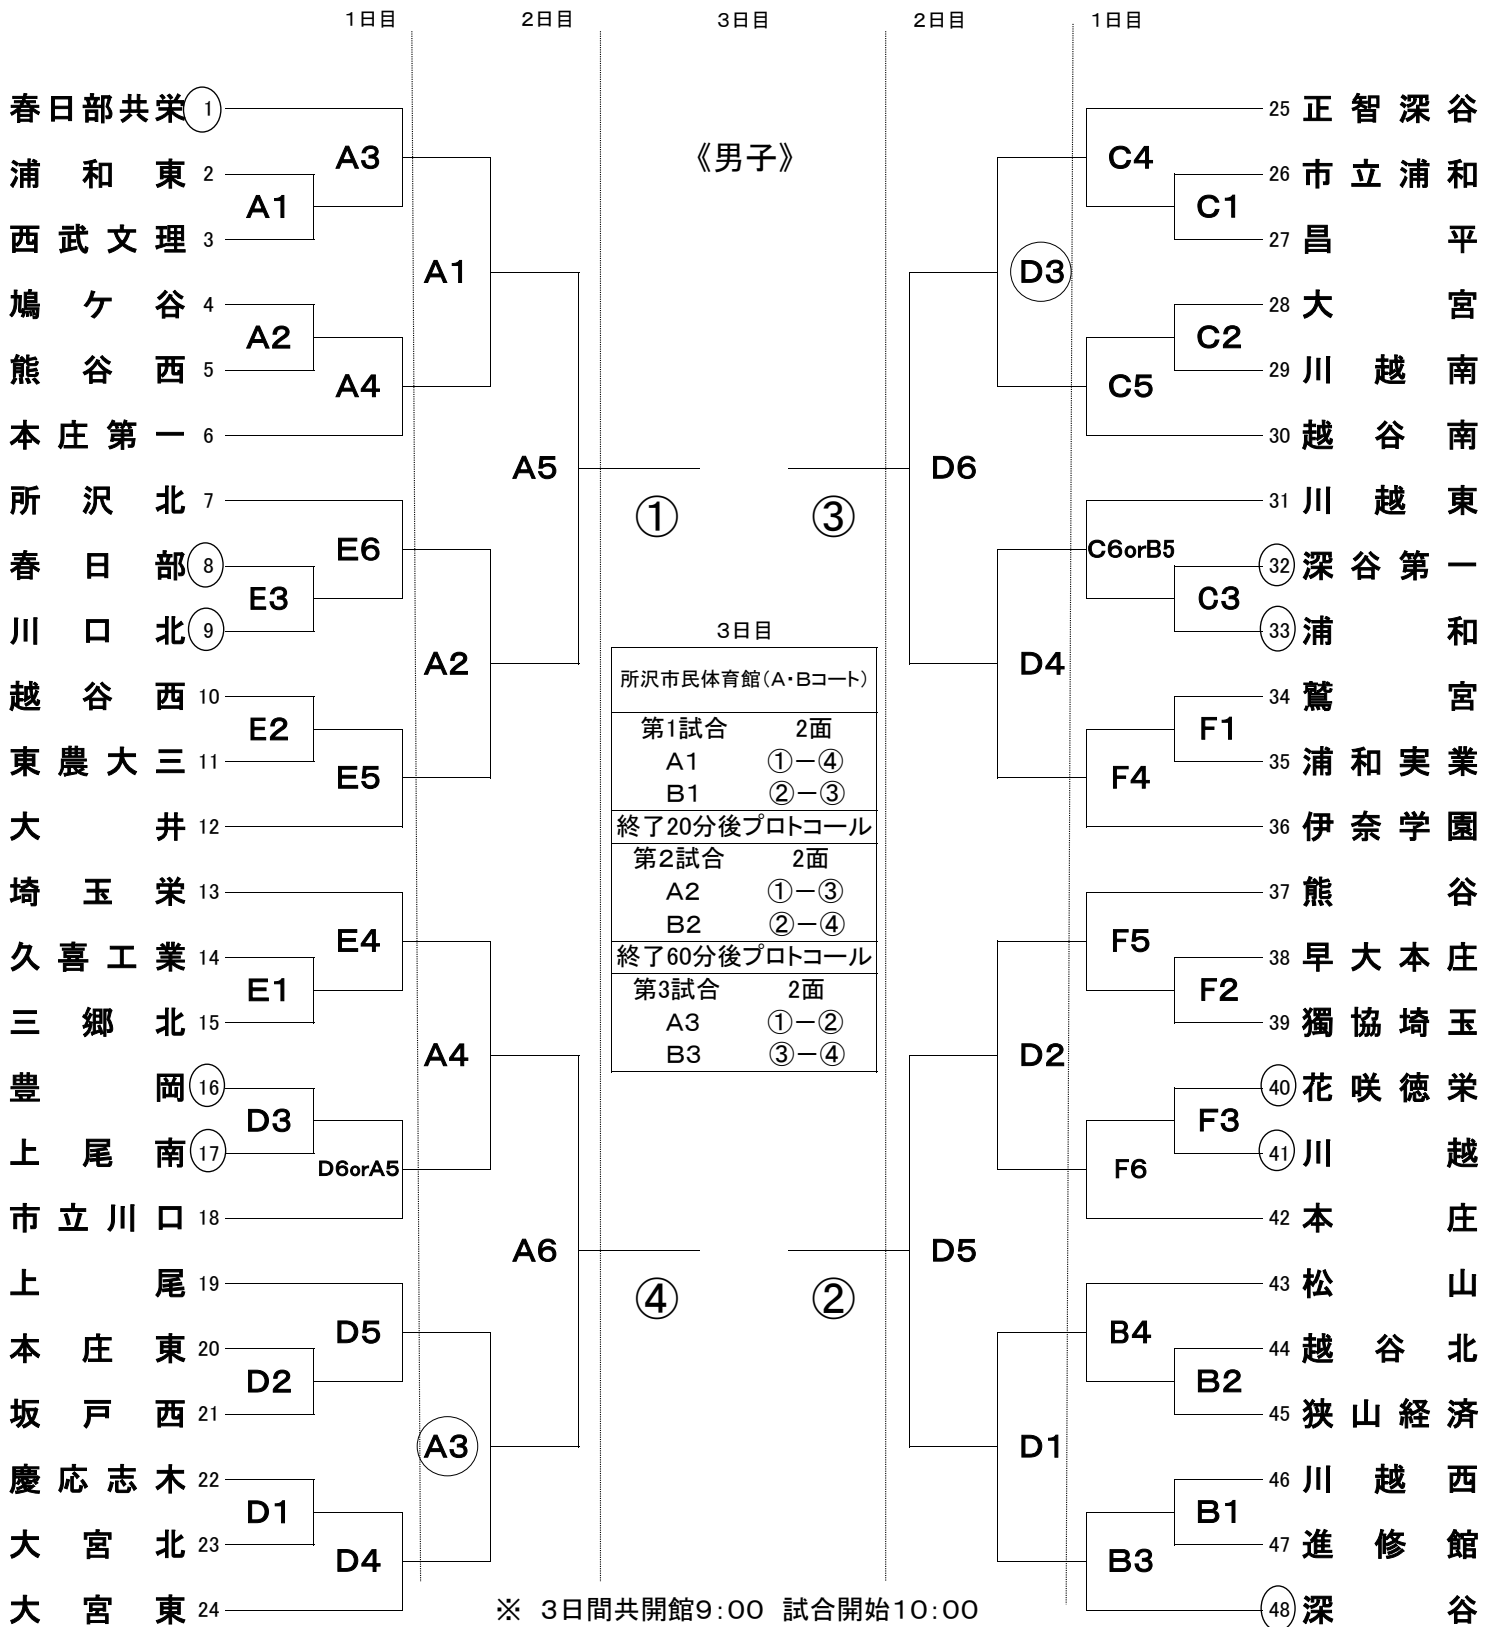 1日目 2日目 3日目 2日目 1日目
《男子》
春日部共栄 1
浦和東 2
西武文理 3
鳩ケ谷 4
熊谷西 5
本庄第一 6
所沢北 7
春日部 8
川口北 9
越谷西 10
東農大三 11
大井 12
埼玉栄 13
久喜工業 14
三郷北 15
豊岡 16
上尾南 17
市立川口 18
上尾 19
本庄東 20
坂戸西 21
慶応志木 22
大宮北 23
大宮東 24
A3
A1
A2
A4
E6
E3
E2
E5
E4
E1
D3
D6orA5
D5
D2
D1
D4
A1
A2
A4
A3
A5
A6
①
④
③
②
3日目
所沢市民体育館(A・Bコート)
第1試合 2面
A1 ①-④
B1 ②-③
終了20分後プロトコール
第2試合 2面
A2 ①-③
B2 ②-④
終了60分後プロトコール
第3試合 2面
A3 ①-②
B3 ③-④
D6
D5
D3
D4
D2
D1
C4
C1
C2
C5
C6orB5
C3
F1
F4
F5
F2
F3
F6
B4
B2
B1
B3
25 正智深谷
26 市立浦和
27 昌平
28 大宮
29 川越南
30 越谷南
31 川越東
32 深谷第一
33 浦和
34 鷲宮
35 浦和実業
36 伊奈学園
37 熊谷
38 早大本庄
39 獨協埼玉
40 花咲徳栄
41 川越
42 本庄
43 松山
44 越谷北
45 狭山経済
46 川越西
47 進修館
48 深谷
※ 3日間共開館9:00 試合開始10:00